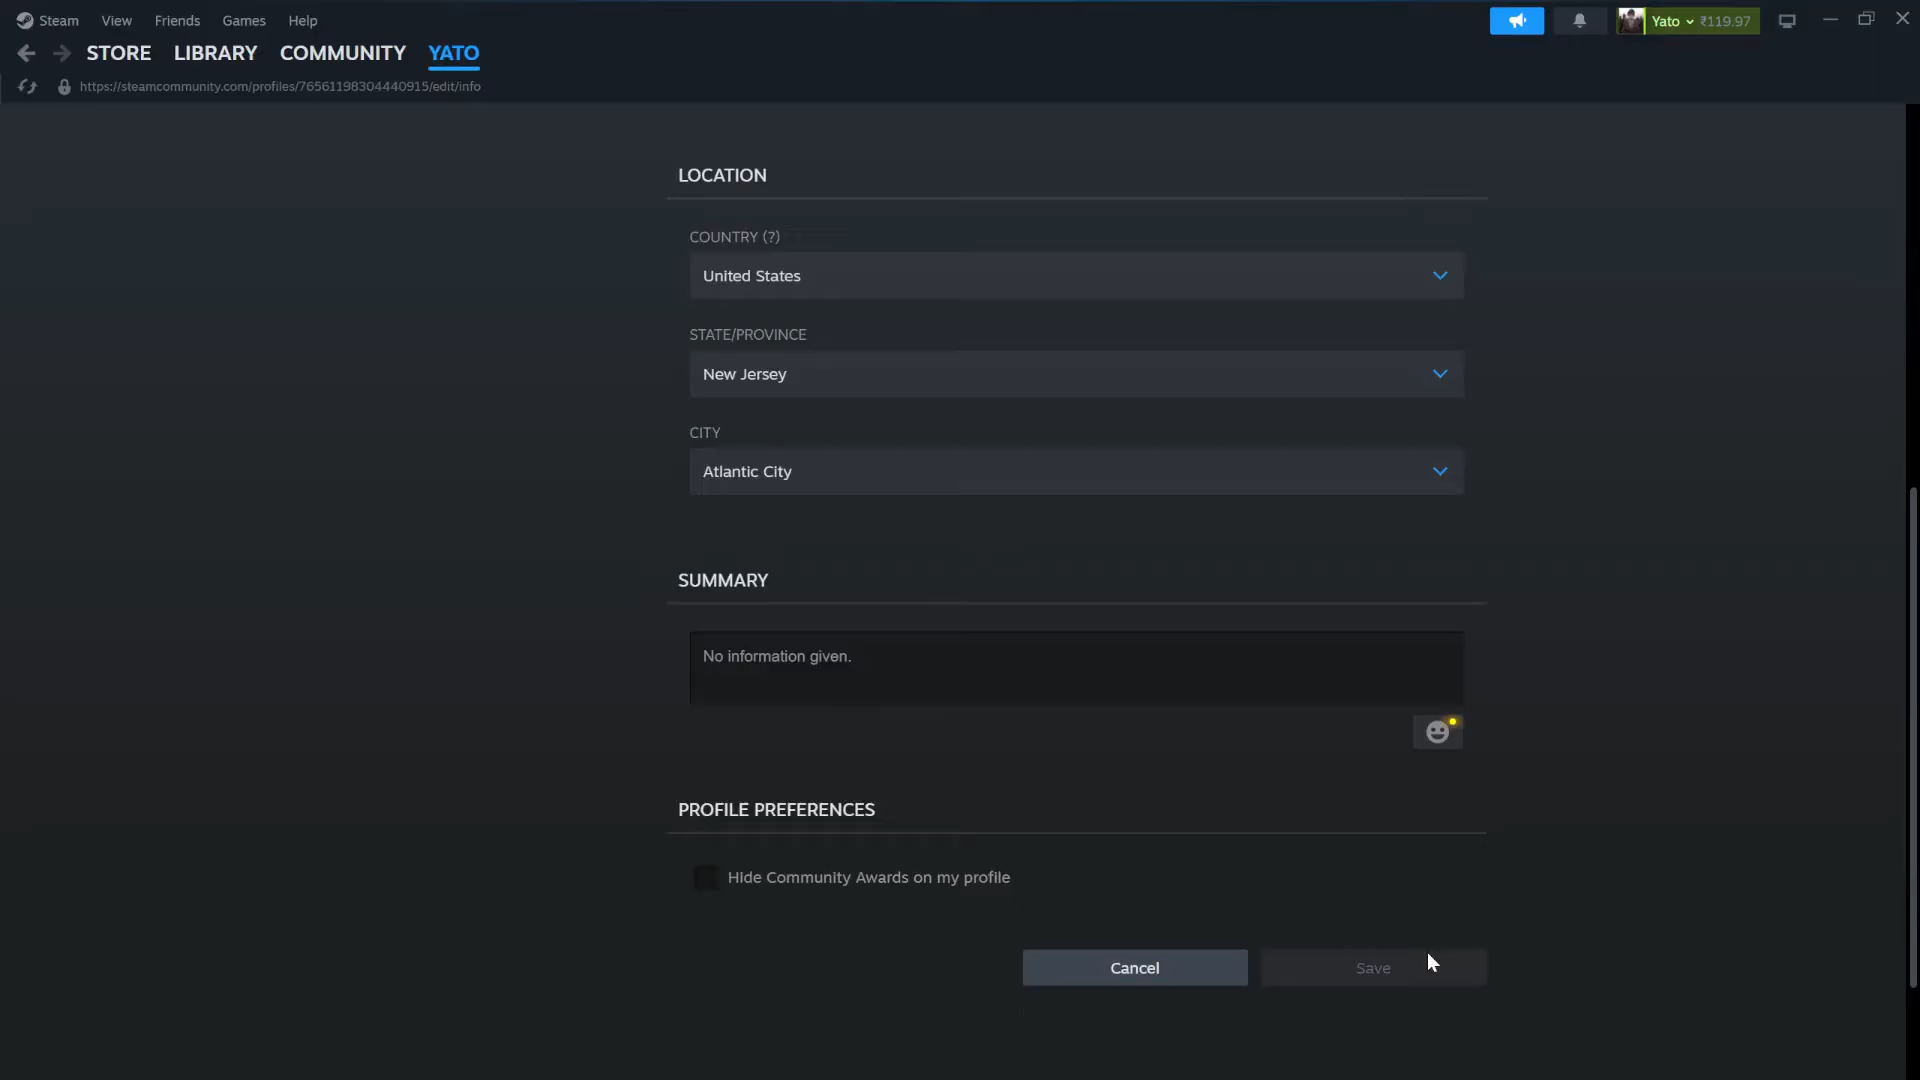 Steam View Friends Games Help Yato ₹119.97
STORE LIBRARY COMMUNITY YATO
https://steamcommunity.com/profiles/76561198304440915/edit/info
LOCATION
COUNTRY (?)
United States
STATE/PROVINCE
New Jersey
CITY
Atlantic City
SUMMARY
No information given.
PROFILE PREFERENCES
Hide Community Awards on my profile
Cancel Save